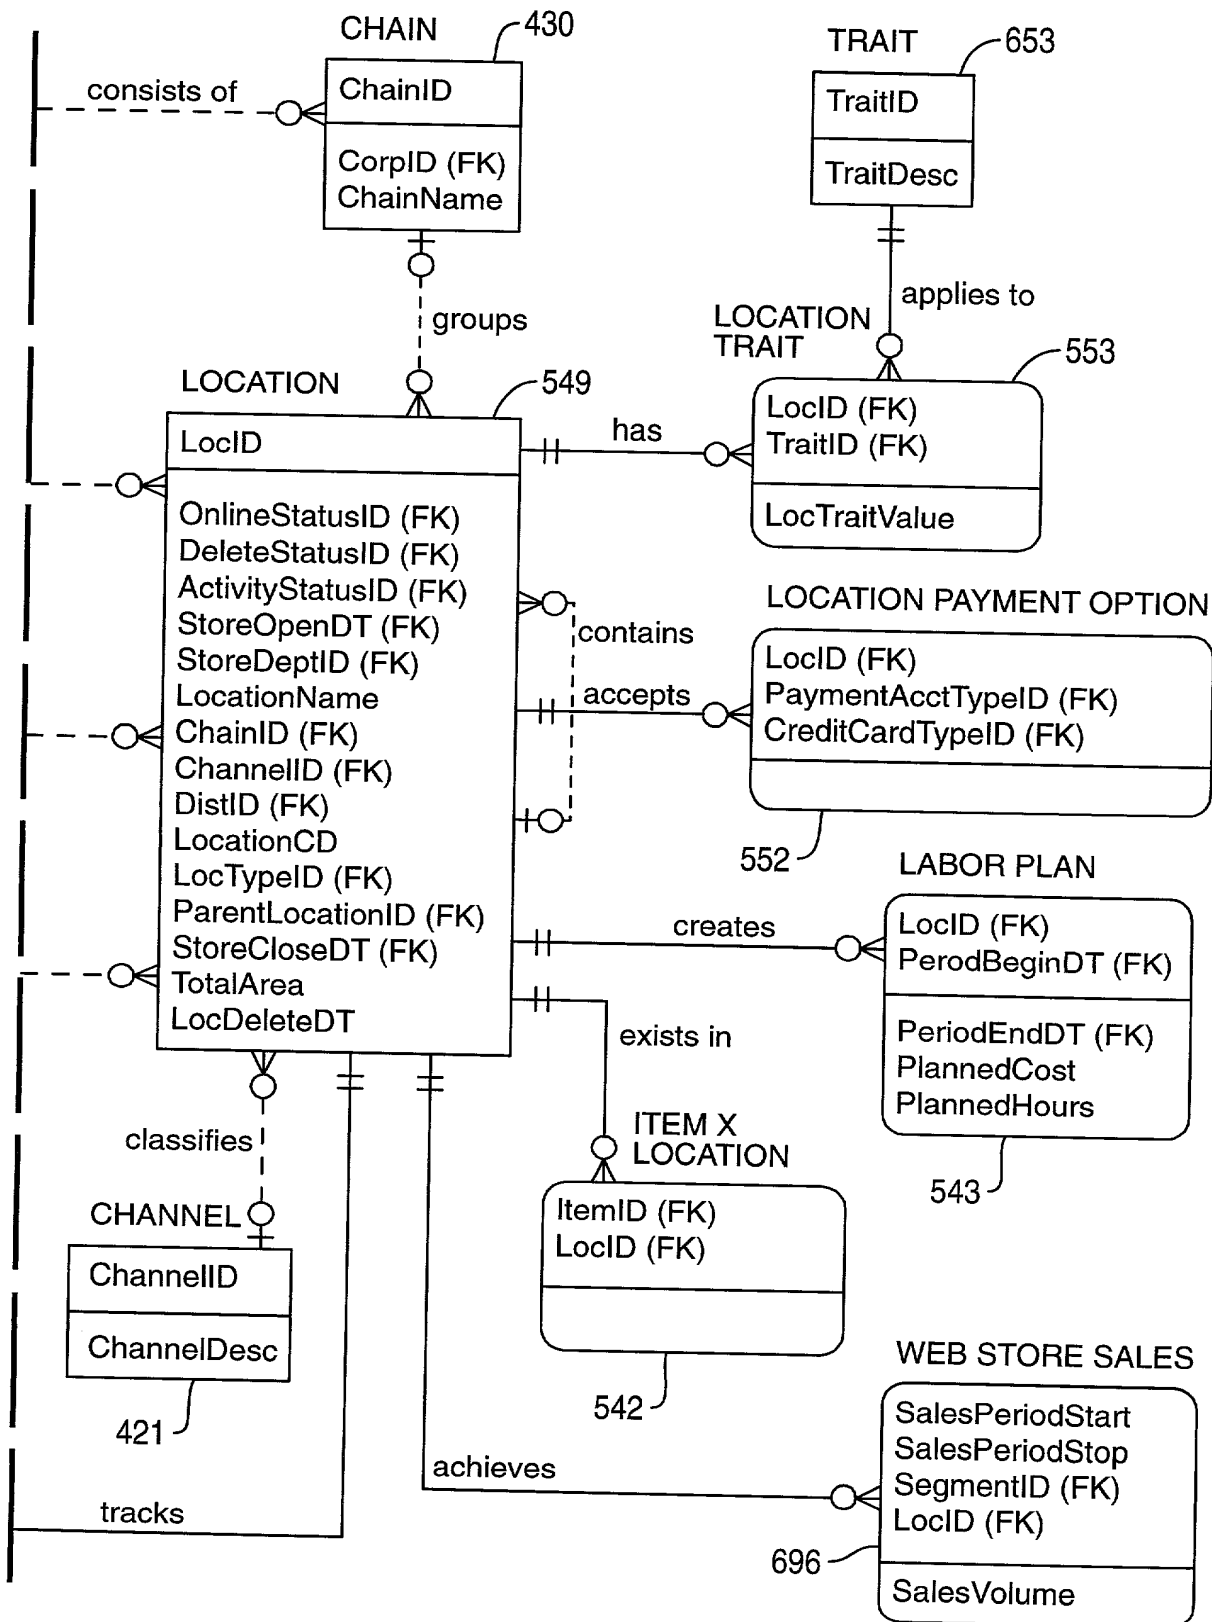 CHAIN
430
consists of
ChainID
CorpID (FK)
ChainName
groups
TRAIT
653
TraitID
TraitDesc
applies to
LOCATION
TRAIT
553
LocID (FK)
TraitID (FK)
LocTraitValue
LOCATION
549
LocID
has
OnlineStatusID (FK)
DeleteStatusID (FK)
ActivityStatusID (FK)
StoreOpenDT (FK)
StoreDeptID (FK)
LocationName
ChainID (FK)
ChannelID (FK)
DistID (FK)
LocationCD
LocTypeID (FK)
ParentLocationID (FK)
StoreCloseDT (FK)
TotalArea
LocDeleteDT
contains
accepts
LOCATION PAYMENT OPTION
LocID (FK)
PaymentAcctTypeID (FK)
CreditCardTypeID (FK)
552
LABOR PLAN
creates
LocID (FK)
PerodBeginDT (FK)
PeriodEndDT (FK)
PlannedCost
PlannedHours
543
exists in
ITEM X
LOCATION
ItemID (FK)
LocID (FK)
542
classifies
CHANNEL
ChannelID
ChannelDesc
421
tracks
achieves
WEB STORE SALES
SalesPeriodStart
SalesPeriodStop
SegmentID (FK)
LocID (FK)
696
SalesVolume